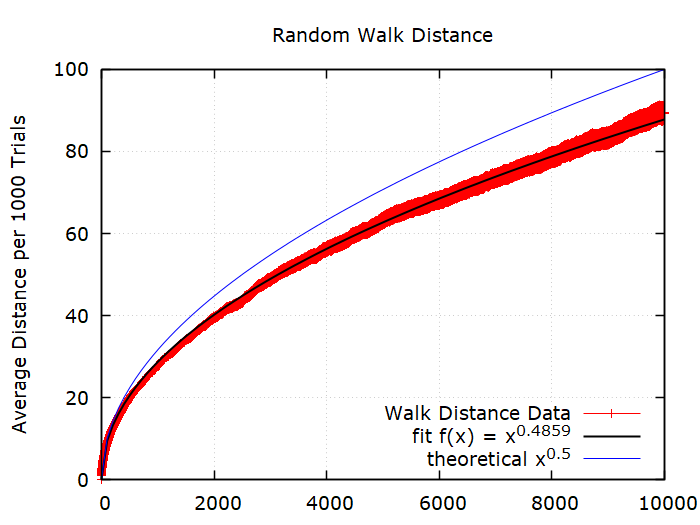 Random Walk Distance
Average Distance per 1000 Trials
100
80
60
40
20
0
Walk Distance Data
fit f(x) = x^0.4859
theoretical x^0.5
0 2000 4000 6000 8000 10000